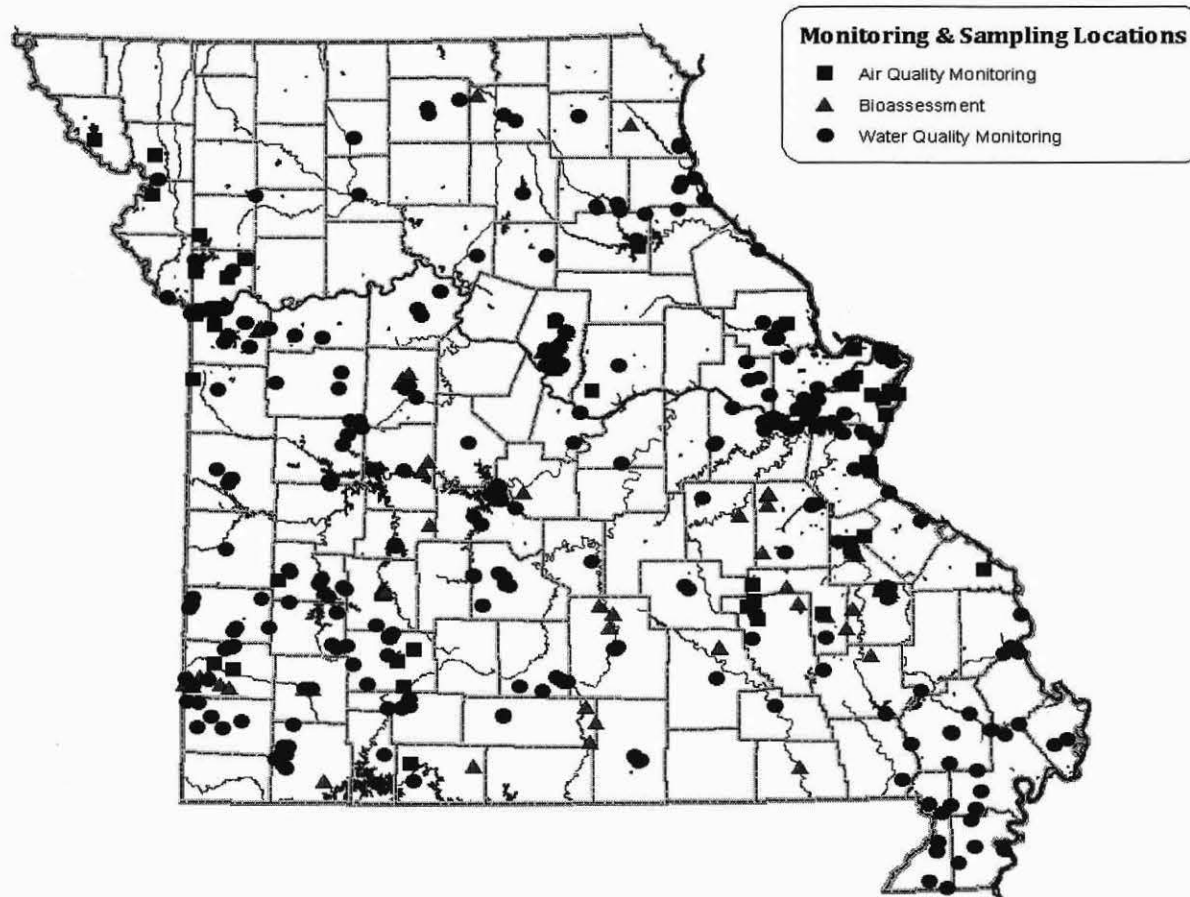 Monitoring & Sampling Locations
Air Quality Monitoring
Bioassessment
Water Quality Monitoring